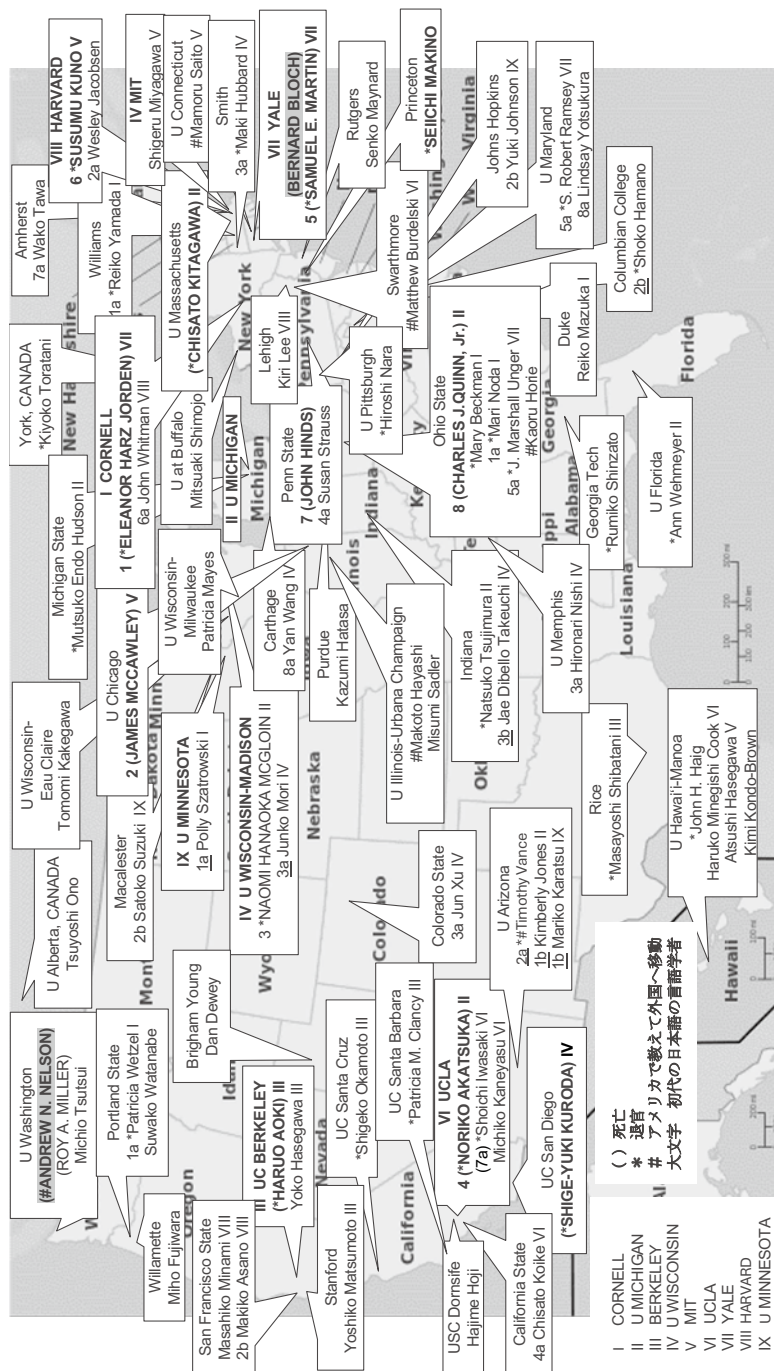 U Washington
(#ANDREW N. NELSON)
(ROY A. MILLER)
Michio Tsutsui
U Alberta, CANADA
Tsuyoshi Ono
U Wisconsin-
Eau Claire
Tomomi Kakegawa
Michigan State
*Mutsuko Endo Hudson II
York, CANADA
*Kiyoko Toratani
Amherst
7a Wako Tawa
VIII HARVARD
6 *SUSUMU KUNO V
2a Wesley Jacobsen
Portland State
1a *Patricia Wetzel I
Suwako Watanabe
Macalester
2b Satoko Suzuki IX
U Chicago
2 (JAMES MCCAWLEY) V
I CORNELL
1 (*ELEANOR HARZ JORDEN) VII
6a John Whitman VIII
Williams
1a *Reiko Yamada I
IV MIT
Shigeru Miyagawa V
Willamette
Miho Fujiwara
IX U MINNESOTA
1a Polly Szatrowski I
U Wisconsin-
Milwaukee
Patricia Mayes
U at Buffalo
Mitsuaki Shimojo
U Massachusetts
(*CHISATO KITAGAWA) II
U Connecticut
#Mamoru Saito V
Smith
3a *Maki Hubbard IV
San Francisco State
Masahiko Minami VIII
2b Makiko Asano VIII
Brigham Young
Dan Dewey
IV U WISCONSIN-MADISON
3 *NAOMI HANAOKA MCGLOIN II
3a Junko Mori IV
II U MICHIGAN
VII YALE
(BERNARD BLOCH)
5 (*SAMUEL E. MARTIN) VII
III UC BERKELEY
(*HARUO AOKI) III
Yoko Hasegawa III
Carthage
8a Yan Wang IV
Penn State
7 (JOHN HINDS)
4a Susan Strauss
Lehigh
Kiri Lee VIII
Rutgers
Senko Maynard
Stanford
Yoshiko Matsumoto III
UC Santa Cruz
*Shigeko Okamoto III
Purdue
Kazumi Hatasa
U Pittsburgh
*Hiroshi Nara
Swarthmore
#Matthew Burdelski VI
Princeton
*SEIICHI MAKINO
UC Santa Barbara
*Patricia M. Clancy III
Colorado State
3a Jun Xu IV
U Illinois-Urbana Champaign
#Makoto Hayashi
Misumi Sadler
Ohio State
8 (CHARLES J.QUINN, Jr.) II
*Mary Beckman I
1a *Mari Noda I
5a *J. Marshall Unger VII
#Kaoru Horie
Johns Hopkins
2b Yuki Johnson IX
USC Dornsife
Hajime Hoji
VI UCLA
4 (*NORIKO AKATSUKA) II
(7a) *Shoichi Iwasaki VI
Michiko Kaneyasu VI
U Arizona
2a *#Timothy Vance
1b Kimberly Jones II
1b Mariko Karatsu IX
Indiana
*Natsuko Tsujimura II
3b Jae Dibello Takeuchi IV
U Maryland
5a *S. Robert Ramsey VII
8a Lindsay Yotsukura
California State
4a Chisato Koike VI
UC San Diego
(*SHIGE-YUKI KURODA) IV
U Memphis
3a Hironari Nishi IV
Duke
Reiko Mazuka I
Columbian College
2b *Shoko Hamano
Rice
*Masayoshi Shibatani III
Georgia Tech
*Rumiko Shinzato
U Florida
*Ann Wehmeyer II
U Hawai'i-Manoa
*John H. Haig
Haruko Minegishi Cook VI
Atsushi Hasegawa V
Kimi Kondo-Brown
( ) 死亡
* 退官
# アメリカで教えて外国へ移動
大文字 初代の日本語の言語学者
I CORNELL
II U MICHIGAN
III BERKELEY
IV U WISCONSIN
V MIT
VI UCLA
VII YALE
VIII HARVARD
IX U MINNESOTA
Oregon
Nevada
California
Nebraska
Colorado
Michigan
Indiana
New York
Georgia
Alabama
Louisiana
Florida
Hawaii